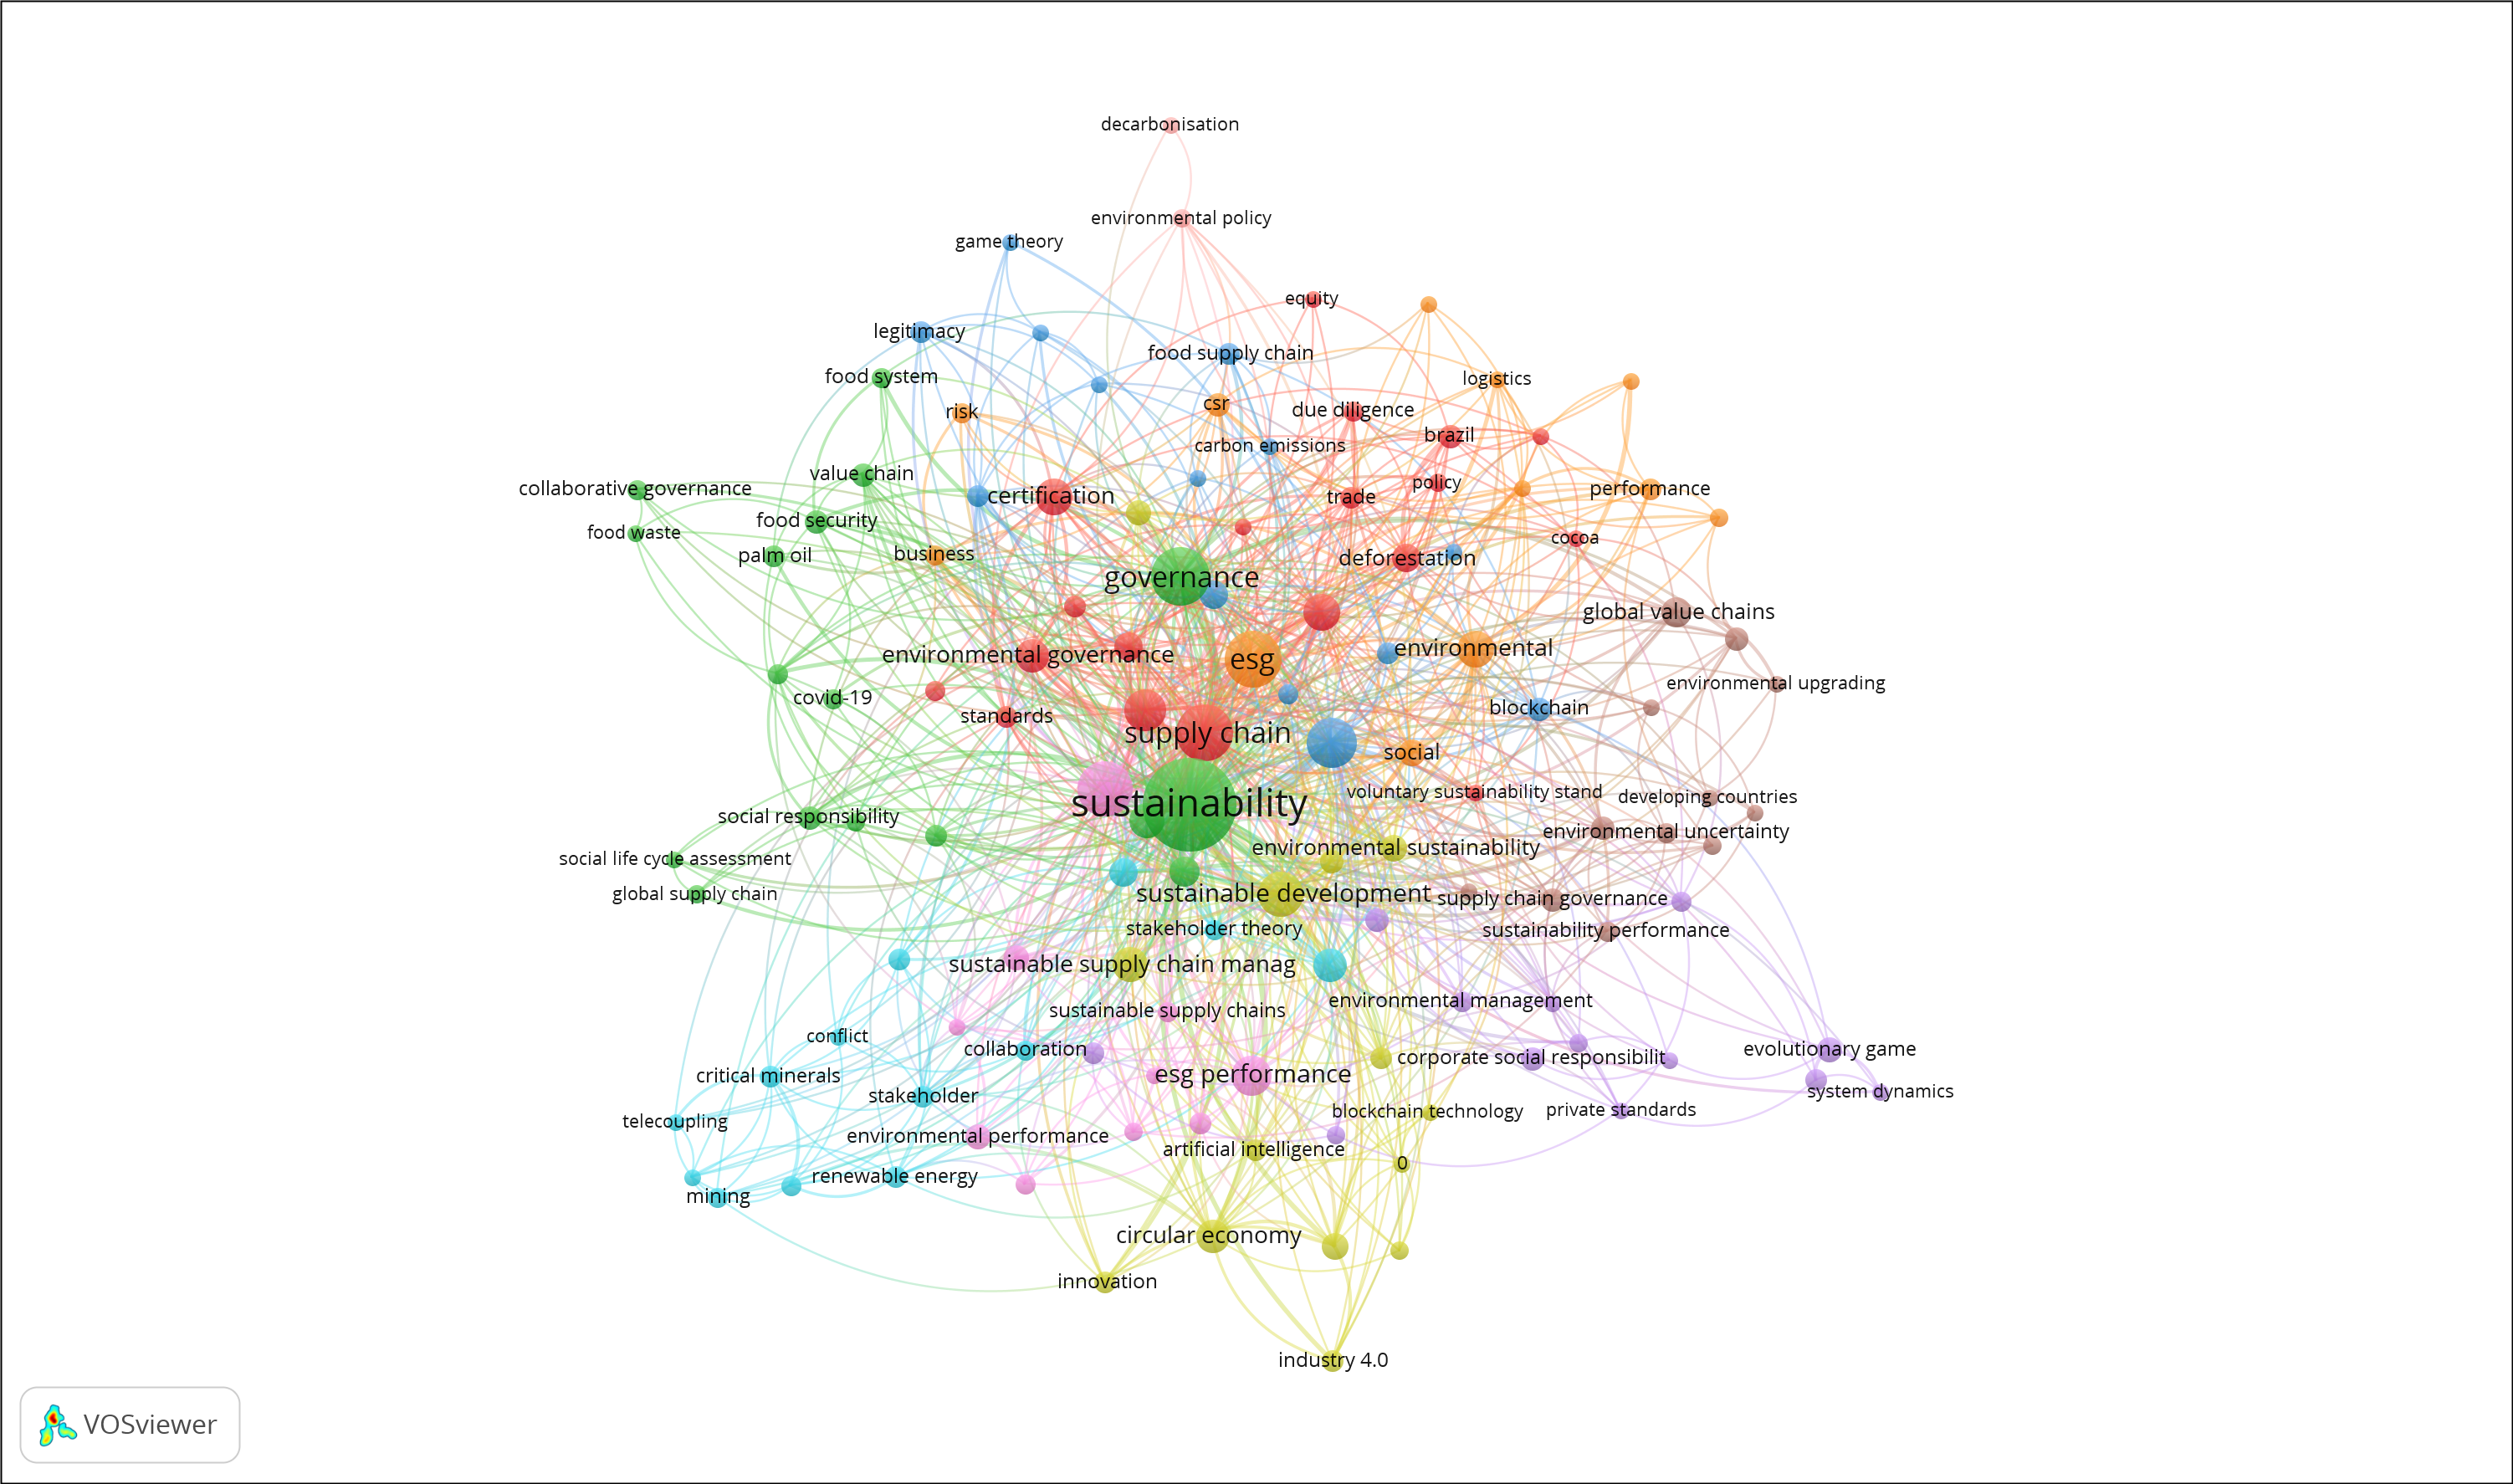 decarbonisation
environmental policy
game theory
equity
legitimacy
food supply chain
food system
logistics
risk
csr
due diligence
brazil
carbon emissions
value chain
policy
collaborative governance
certification
trade
performance
food security
food waste
cocoa
business
palm oil
deforestation
governance
global value chains
environmental
environmental governance
esg
environmental upgrading
covid-19
blockchain
standards
supply chain
social
voluntary sustainability stand
developing countries
sustainability
social responsibility
environmental uncertainty
environmental sustainability
social life cycle assessment
global supply chain
sustainable development
supply chain governance
stakeholder theory
sustainability performance
sustainable supply chain manag
environmental management
sustainable supply chains
conflict
collaboration
evolutionary game
corporate social responsibilit
critical minerals
esg performance
system dynamics
stakeholder
private standards
blockchain technology
telecoupling
environmental performance
artificial intelligence
0
renewable energy
mining
circular economy
innovation
industry 4.0
VOSviewer